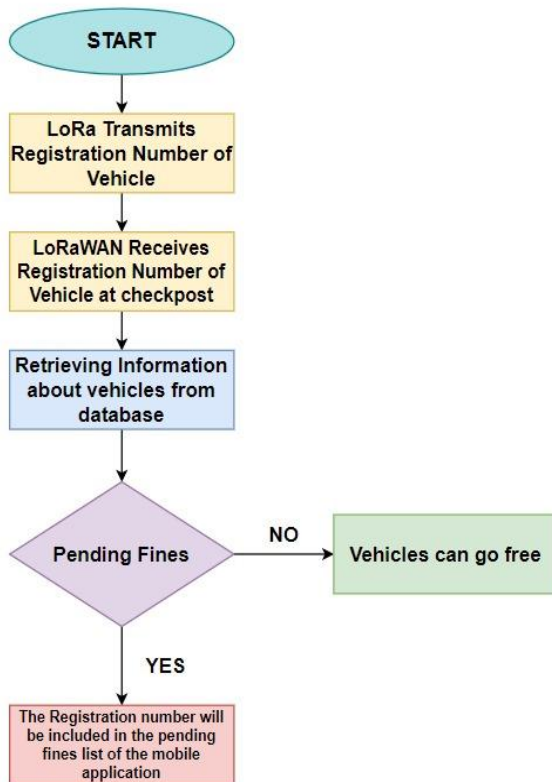 START
LoRa Transmits
Registration Number of
Vehicle
LoRaWAN Receives
Registration Number of
Vehicle at checkpost
Retrieving Information
about vehicles from
database
Pending Fines
NO
Vehicles can go free
YES
The Registration number will
be included in the pending
fines list of the mobile
application